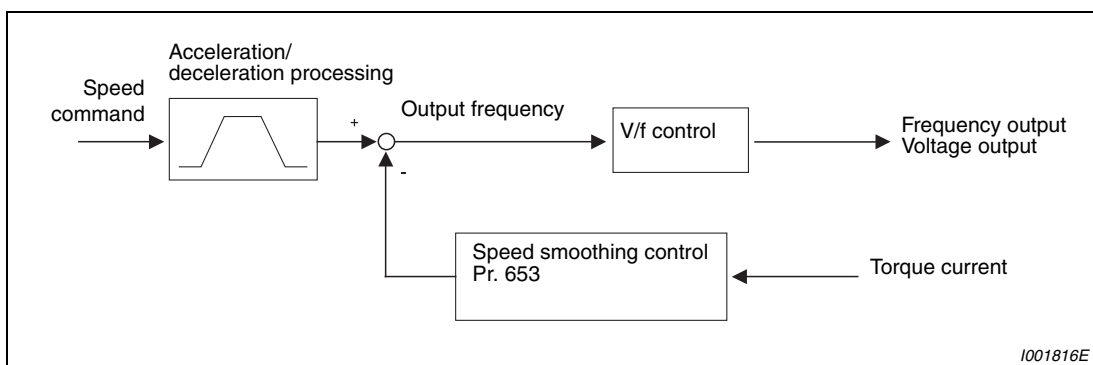 Acceleration/
deceleration processing
Speed
command
+
-
Output frequency
V/f control
Frequency output
Voltage output
Speed smoothing control
Pr. 653
Torque current
I001816E